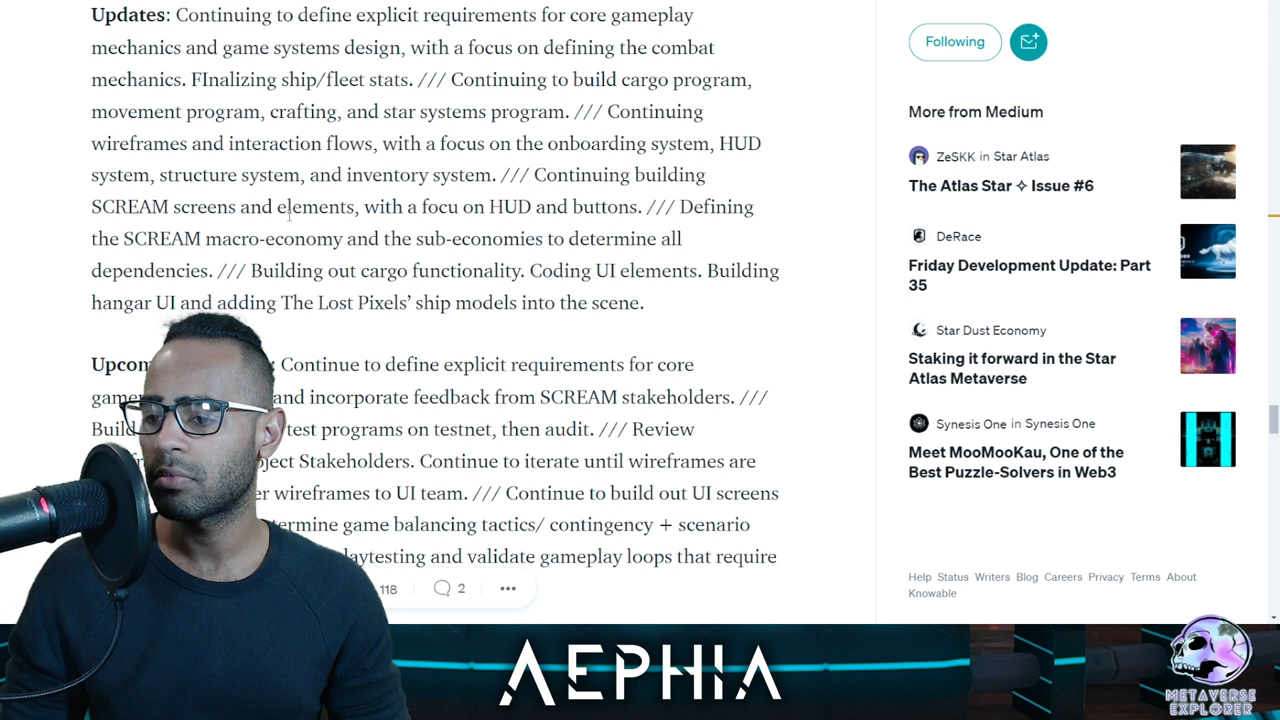 Updates: Continuing to define explicit requirements for core gameplay
mechanics and game systems design, with a focus on defining the combat
mechanics. FInalizing ship/fleet stats. /// Continuing to build cargo program,
movement program, crafting, and star systems program. /// Continuing
wireframes and interaction flows, with a focus on the onboarding system, HUD
system, structure system, and inventory system. /// Continuing building
SCREAM screens and elements, with a focu on HUD and buttons. /// Defining
the SCREAM macro-economy and the sub-economies to determine all
dependencies. /// Building out cargo functionality. Coding UI elements. Building
hangar UI and adding The Lost Pixels' ship models into the scene.
: Continue to define explicit requirements for core
and incorporate feedback from SCREAM stakeholders. ///
Build test programs on testnet, then audit. /// Review
Stakeholders. Continue to iterate until wireframes are
wireframes to UI team. /// Continue to build out UI screens
game balancing tactics/ contingency + scenario
and validate gameplay loops that require
118 2
Following
More from Medium
ZeSKK in Star Atlas
The Atlas Star ✧ Issue #6
DeRace
Friday Development Update: Part
35
Star Dust Economy
Staking it forward in the Star
Atlas Metaverse
Synesis One in Synesis One
Meet MooMooKau, One of the
Best Puzzle-Solvers in Web3
Help Status Writers Blog Careers Privacy Terms About
Knowable
AEPHIA
METAVERSE
EXPLORER